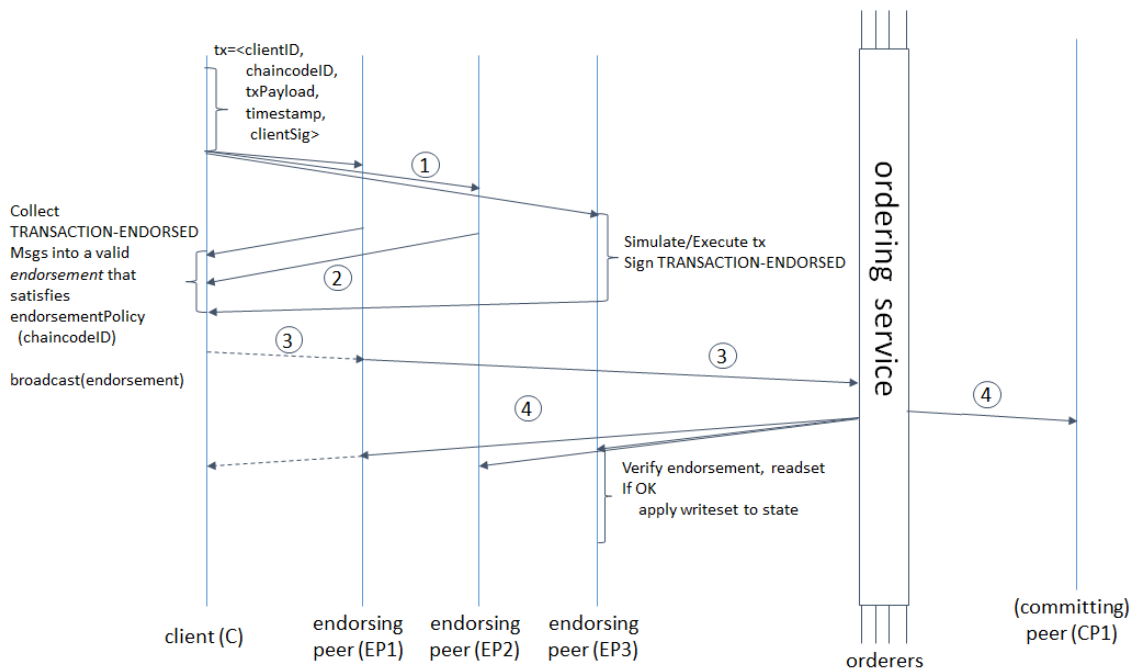 tx=<clientID,
chaincodeID,
txPayload,
timestamp,
clientSig>
1
Collect
TRANSACTION-ENDORSED
Msgs into a valid
endorsement that
satisfies
endorsementPolicy
(chaincodeID)
Simulate/Execute tx
Sign TRANSACTION-ENDORSED
2
3
3
broadcast(endorsement)
4
4
Verify endorsement, readset
If OK
apply writeset to state
ordering service
client (C)
endorsing
peer (EP1)
endorsing
peer (EP2)
endorsing
peer (EP3)
orderers
(committing)
peer (CP1)